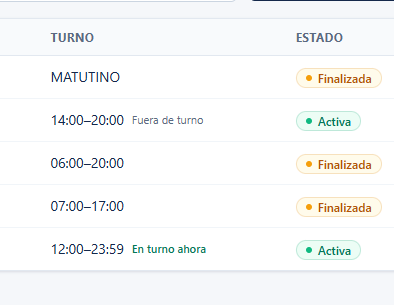 TURNO ESTADO
MATUTINO Finalizada
14:00–20:00 Fuera de turno Activa
06:00–20:00 Finalizada
07:00–17:00 Finalizada
12:00–23:59 En turno ahora Activa